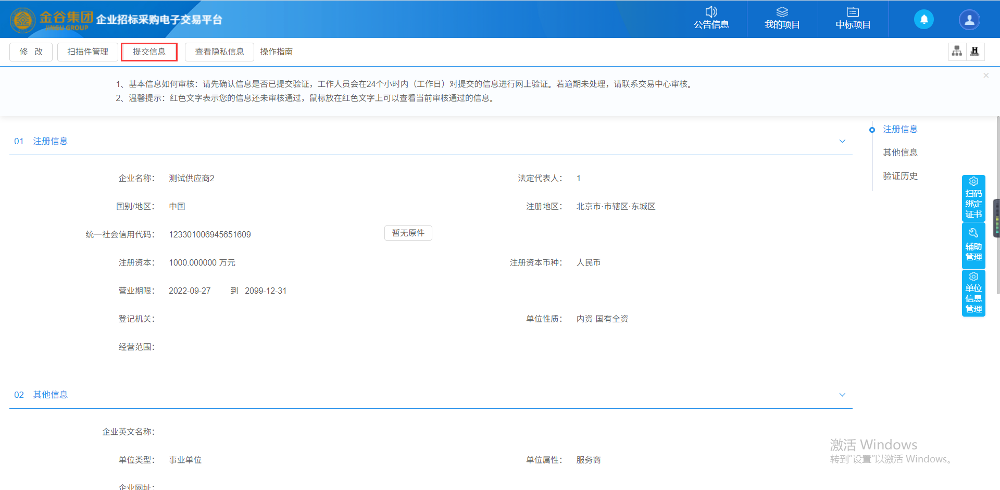 金谷集团
JINGU GROUP
企业招标采购电子交易平台
公告信息
我的项目
中标项目
修 改
扫描件管理
提交信息
查看隐私信息
操作指南
1、基本信息如何审核：请先确认信息是否已提交验证，工作人员会在24个小时内（工作日）对提交的信息进行网上验证。若逾期未处理，请联系交易中心审核。
2、温馨提示：红色文字表示您的信息还未审核通过，鼠标放在红色文字上可以查看当前审核通过的信息。
01 注册信息
企业名称： 测试供应商2 法定代表人： 1
国别/地区： 中国 注册地区： 北京市·市辖区·东城区
统一社会信用代码： 123301006945651609 暂无原件
注册资本： 1000.000000 万元 注册资本币种： 人民币
营业期限： 2022-09-27 到 2099-12-31
登记机关： 单位性质： 内资·国有全资
经营范围：
02 其他信息
企业英文名称：
单位类型： 事业单位 单位属性： 服务商
企业网址：
注册信息
其他信息
验证历史
扫码
绑定
证书
辅助
管理
单位
信息
管理
激活 Windows
转到“设置”以激活 Windows。